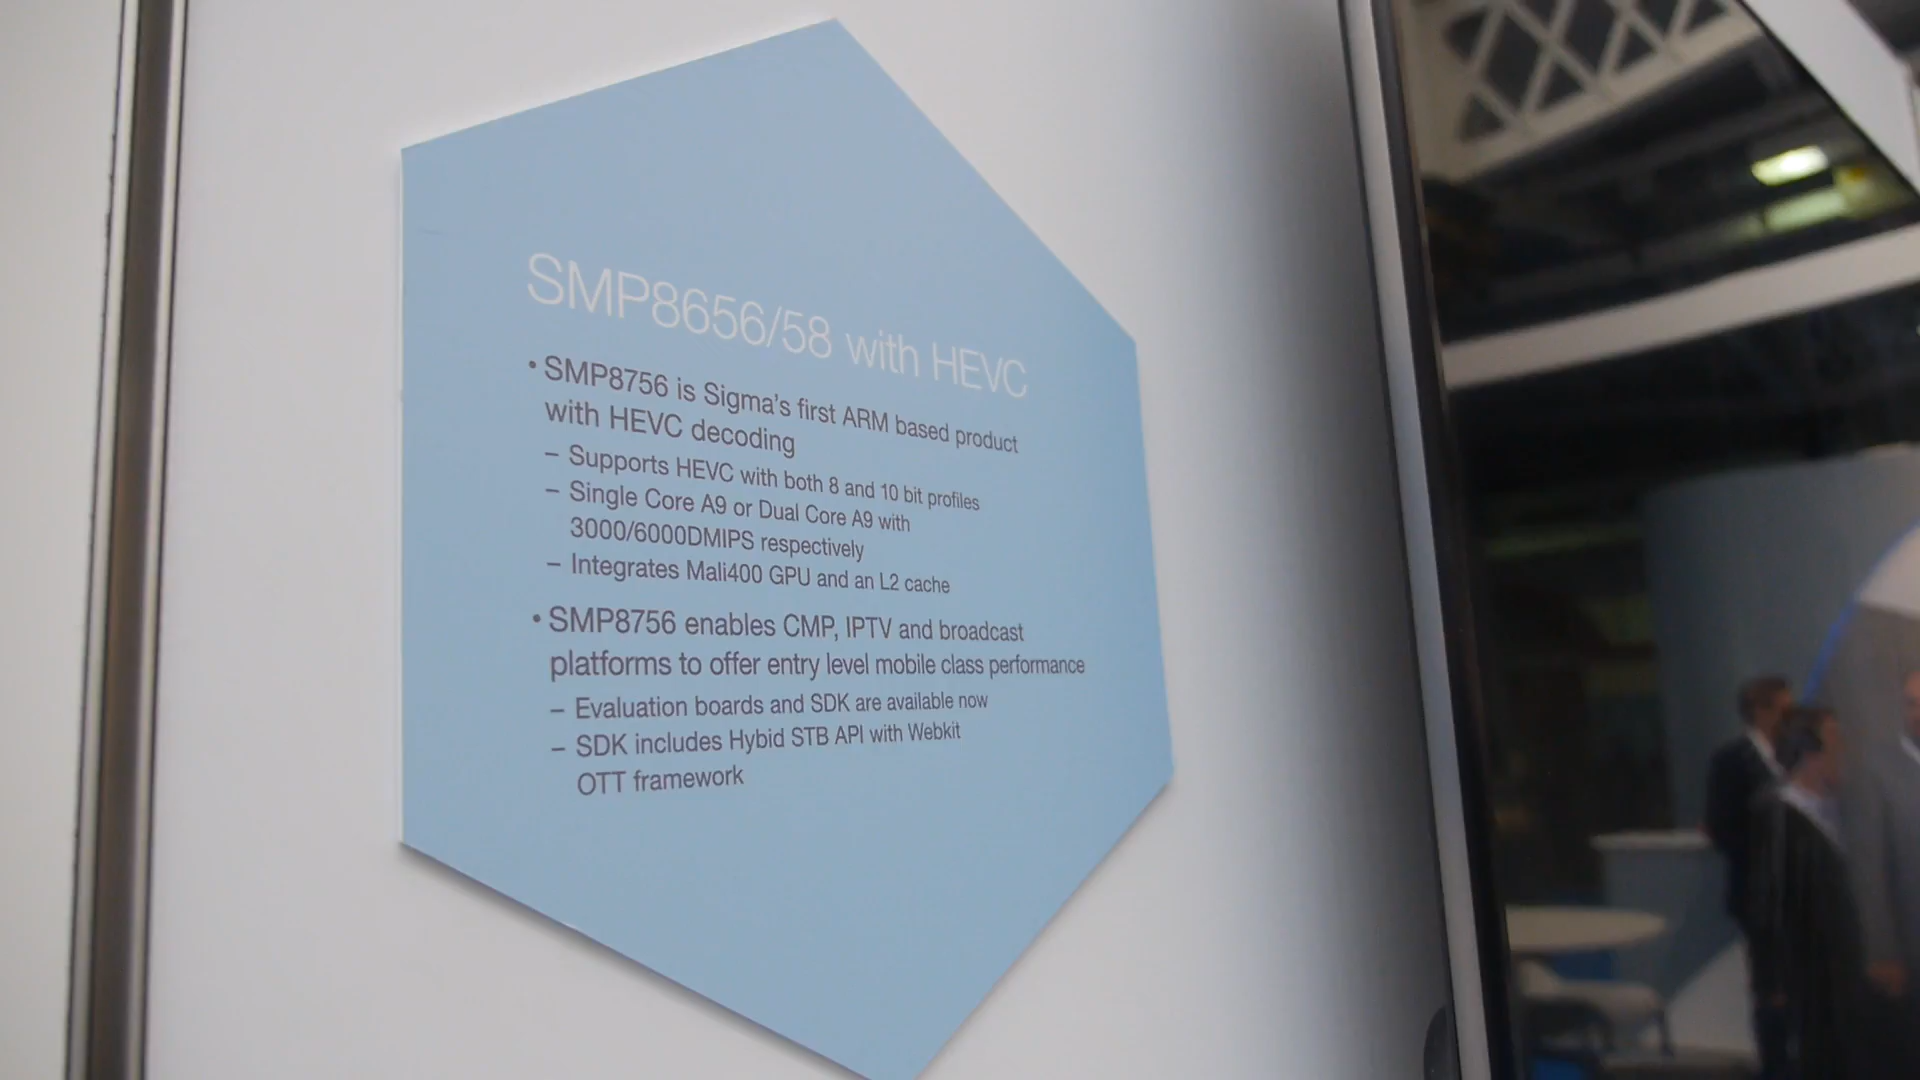 SMP8656/58 with HEVC
• SMP8756 is Sigma's first ARM based product
with HEVC decoding
– Supports HEVC with both 8 and 10 bit profiles
– Single Core A9 or Dual Core A9 with
3000/6000DMIPS respectively
– Integrates Mali400 GPU and an L2 cache
• SMP8756 enables CMP, IPTV and broadcast
platforms to offer entry level mobile class performance
– Evaluation boards and SDK are available now
– SDK includes Hybid STB API with Webkit
OTT framework